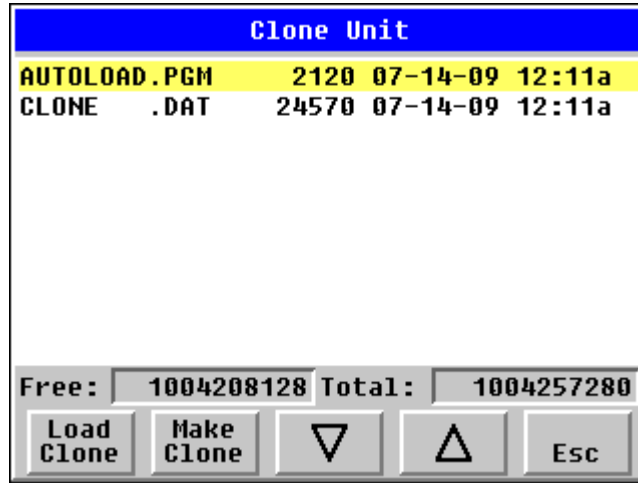 Clone Unit
AUTOLOAD.PGM 2120 07-14-09 12:11a
CLONE .DAT 24570 07-14-09 12:11a
Free: 1004208128 Total: 1004257280
Load Clone Make Clone Esc